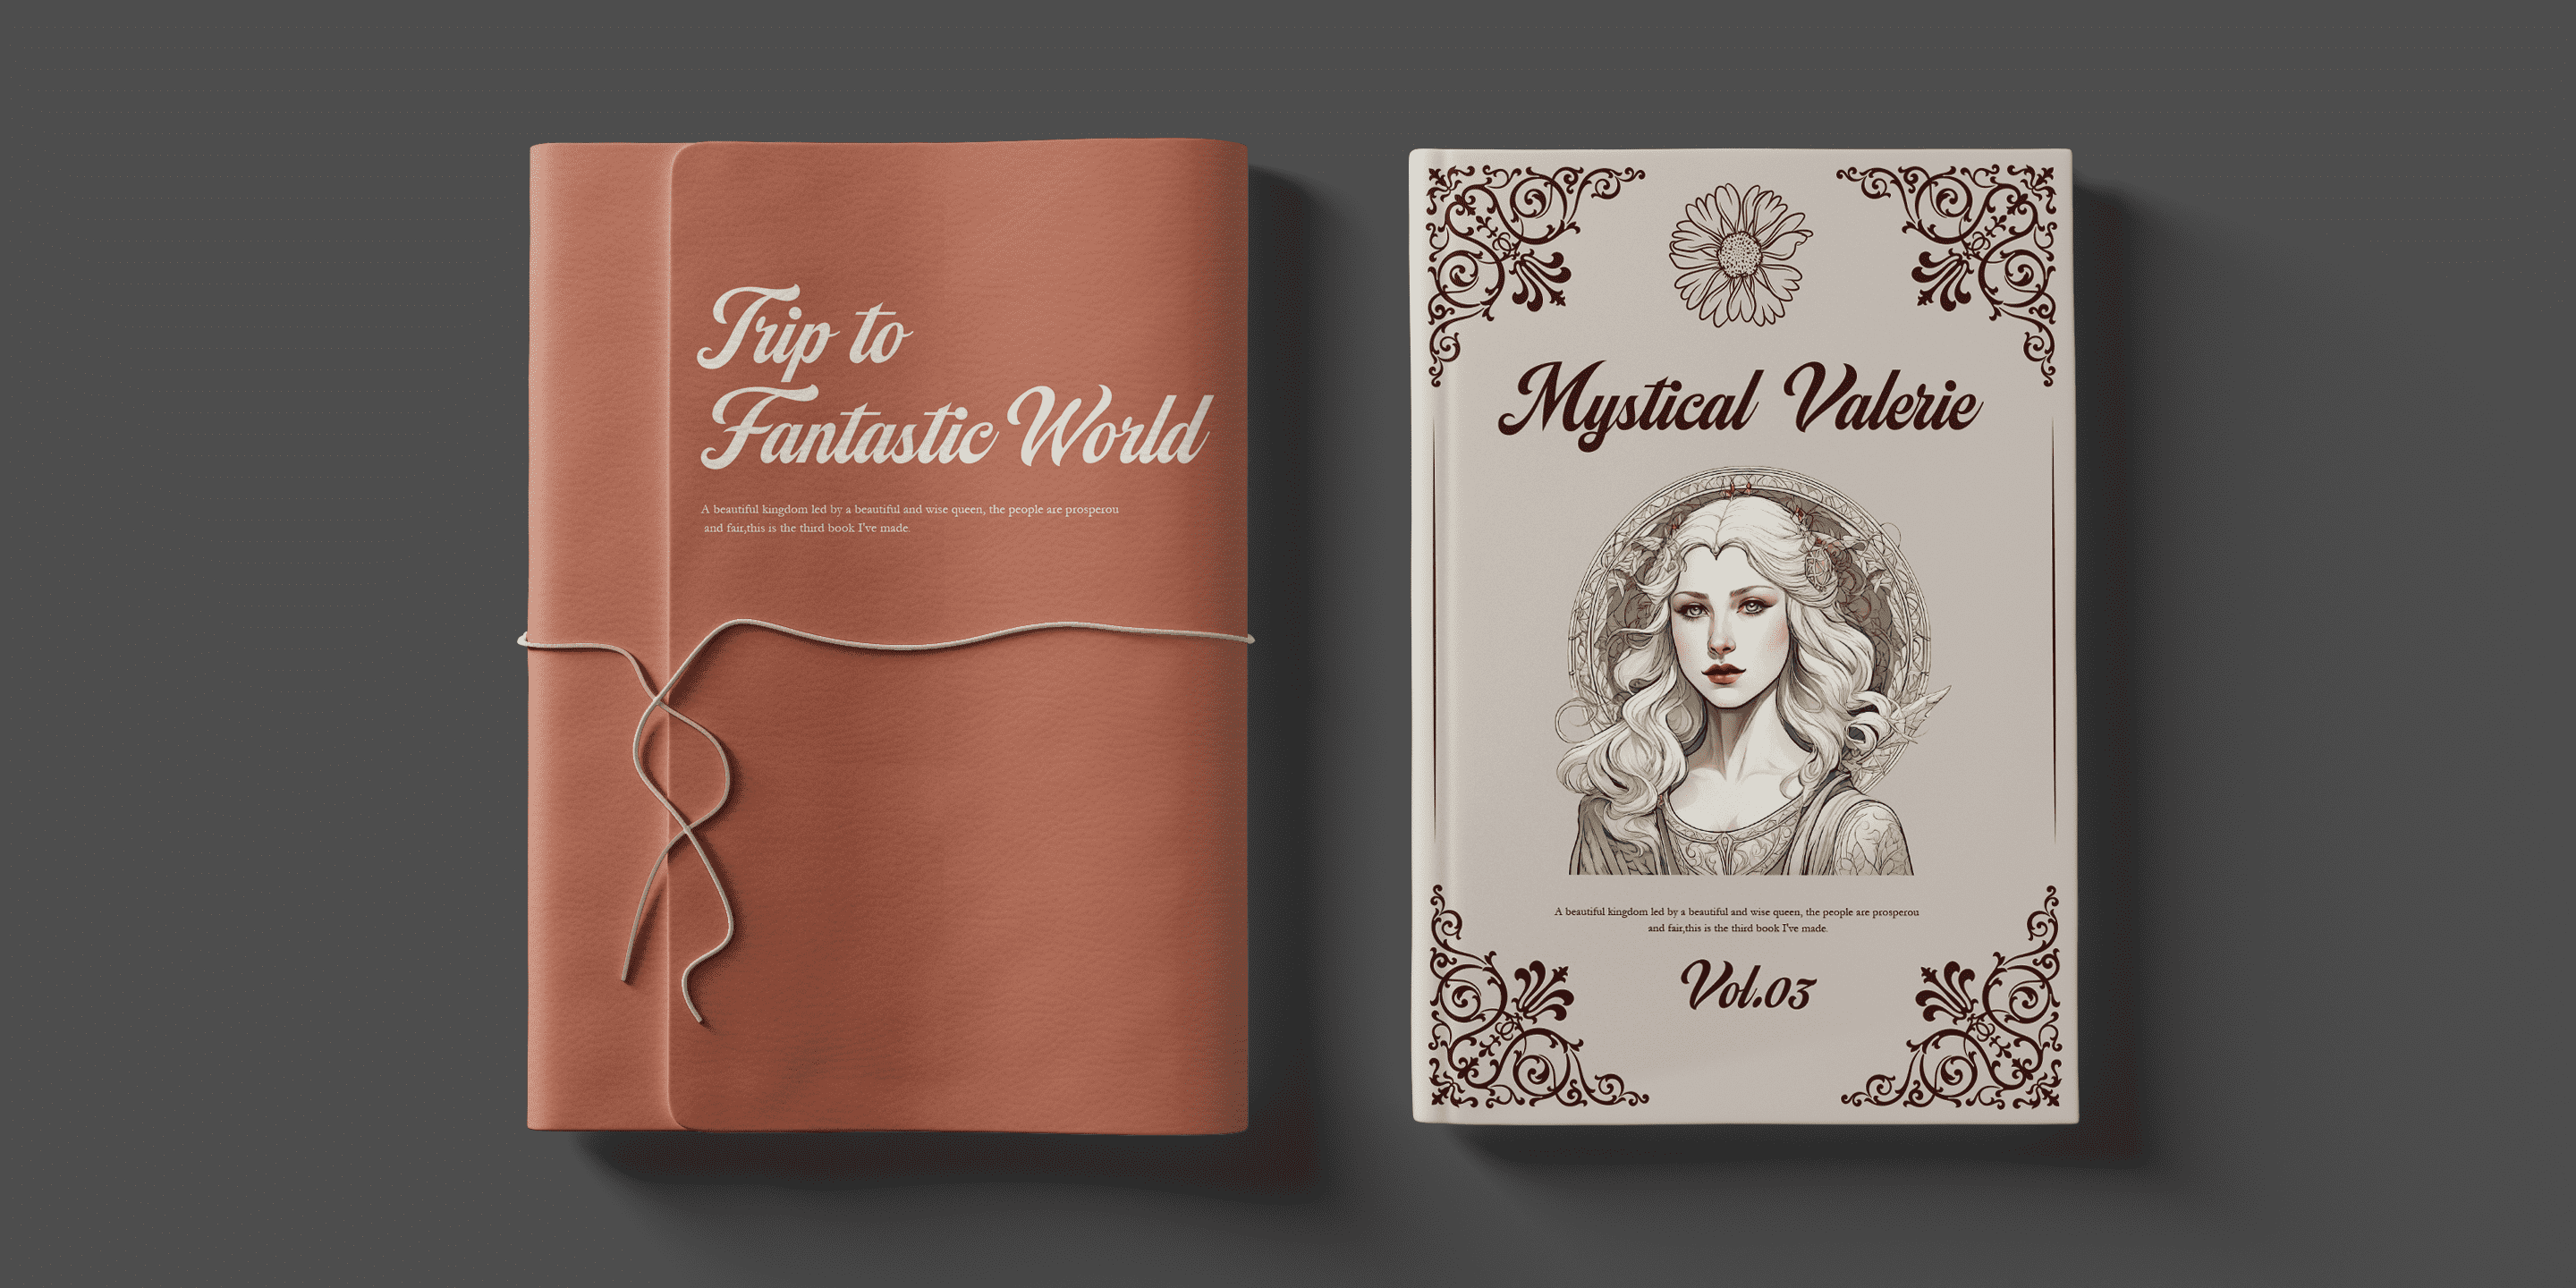 Trip to
Fantastic World
A beautiful kingdom led by a beautiful and wise queen, the people are prosperou
and fair,this is the third book I've made.
Mystical Valerie
A beautiful kingdom led by a beautiful and wise queen, the people are prosperou
and fair,this is the third book I've made.
Vol.03